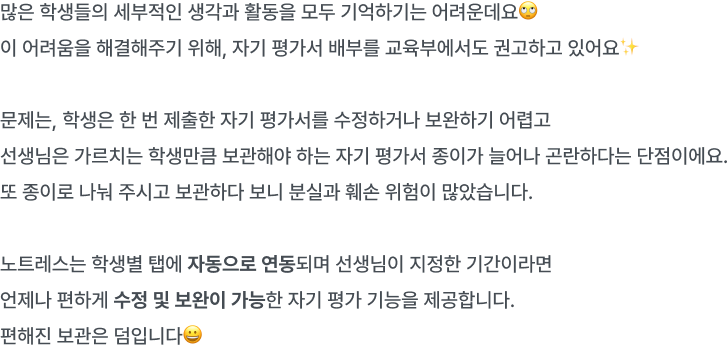 많은 학생들의 세부적인 생각과 활동을 모두 기억하기는 어려운데요🙄
이 어려움을 해결해주기 위해, 자기 평가서 배부를 교육부에서도 권고하고 있어요✨
문제는, 학생은 한 번 제출한 자기 평가서를 수정하거나 보완하기 어렵고
선생님은 가르치는 학생만큼 보관해야 하는 자기 평가서 종이가 늘어나 곤란하다는 단점이에요.
또 종이로 나눠 주시고 보관하다 보니 분실과 훼손 위험이 많았습니다.
노트레스는 학생별 탭에 자동으로 연동되며 선생님이 지정한 기간이라면
언제나 편하게 수정 및 보완이 가능한 자기 평가 기능을 제공합니다.
편해진 보관은 덤입니다😀